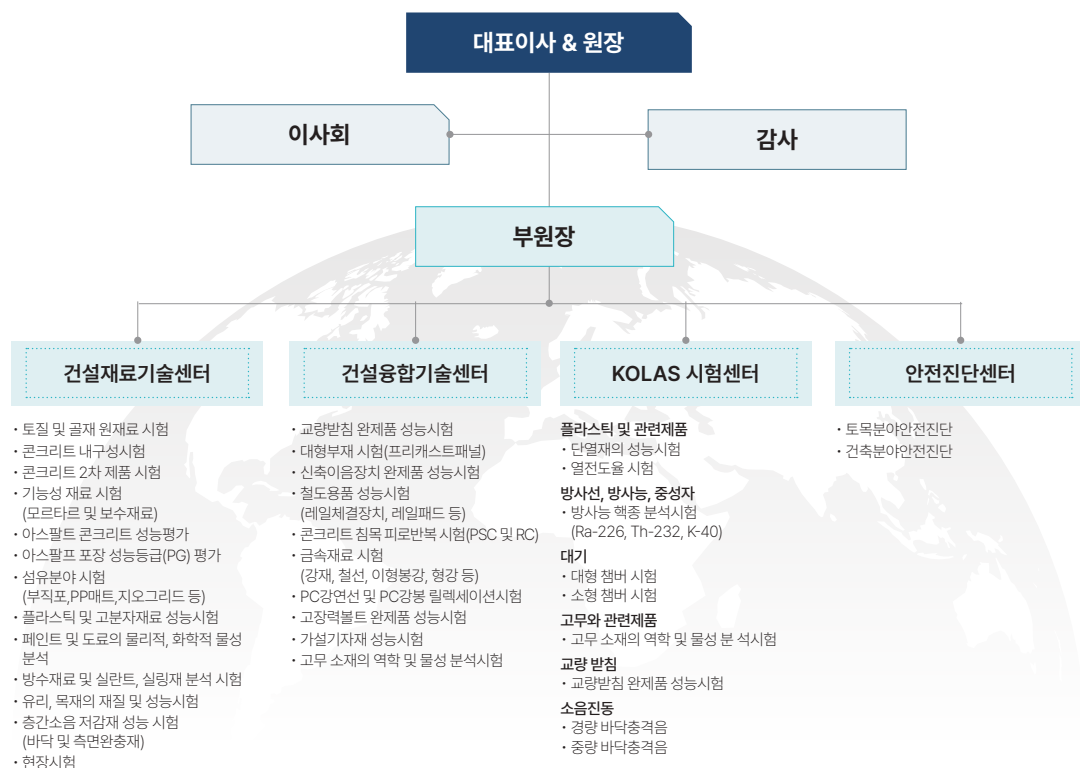 대표이사 & 원장
이사회
감사
부원장
건설재료기술센터
· 토질 및 골재 원재료 시험
· 콘크리트 내구성시험
· 콘크리트 2차 제품 시험
· 기능성 재료 시험
(모르타르 및 보수재료)
· 아스팔트 콘크리트 성능평가
· 아스팔프 포장 성능등급(PG) 평가
· 섬유분야 시험
(부직포,PP매트,지오그리드 등)
· 플라스틱 및 고분자재료 성능시험
· 페인트 및 도료의 물리적, 화학적 물성
분석
· 방수재료 및 실란트, 실링재 분석 시험
· 유리, 목재의 재질 및 성능시험
· 층간소음 저감재 성능 시험
(바닥 및 측면완충재)
· 현장시험
건설융합기술센터
· 교량받침 완제품 성능시험
· 대형부재 시험(프리캐스트패널)
· 신축이음장치 완제품 성능시험
· 철도용품 성능시험
(레일체결장치, 레일패드 등)
· 콘크리트 침목 피로반복 시험(PSC 및 RC)
· 금속재료 시험
(강재, 철선, 이형봉강, 형강 등)
· PC강연선 및 PC강봉 릴렉세이션시험
· 고장력볼트 완제품 성능시험
· 가설기자재 성능시험
· 고무 소재의 역학 및 물성 분석시험
KOLAS 시험센터
플라스틱 및 관련제품
· 단열재의 성능시험
· 열전도율 시험
방사선, 방사능, 중성자
· 방사능 핵종 분석시험
(Ra-226, Th-232, K-40)
대기
· 대형 챔버 시험
· 소형 챔버 시험
고무와 관련제품
· 고무 소재의 역학 및 물성 분 석시험
교량 받침
· 교량받침 완제품 성능시험
소음진동
· 경량 바닥충격음
· 중량 바닥충격음
안전진단센터
· 토목분야안전진단
· 건축분야안전진단